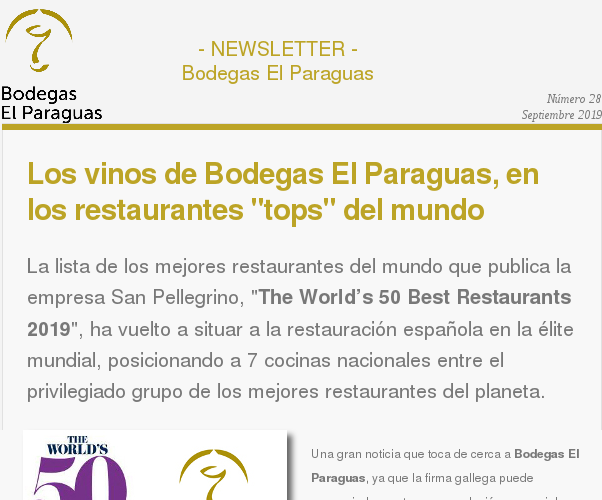 - NEWSLETTER -
Bodegas El Paraguas
Bodegas
El Paraguas
Número 28
Septiembre 2019
Los vinos de Bodegas El Paraguas, en
los restaurantes "tops" del mundo
La lista de los mejores restaurantes del mundo que publica la
empresa San Pellegrino, "The World's 50 Best Restaurants
2019", ha vuelto a situar a la restauración española en la élite
mundial, posicionando a 7 cocinas nacionales entre el
privilegiado grupo de los mejores restaurantes del planeta.
THE
WORLD'S
50
Una gran noticia que toca de cerca a Bodegas El
Paraguas, ya que la firma gallega puede